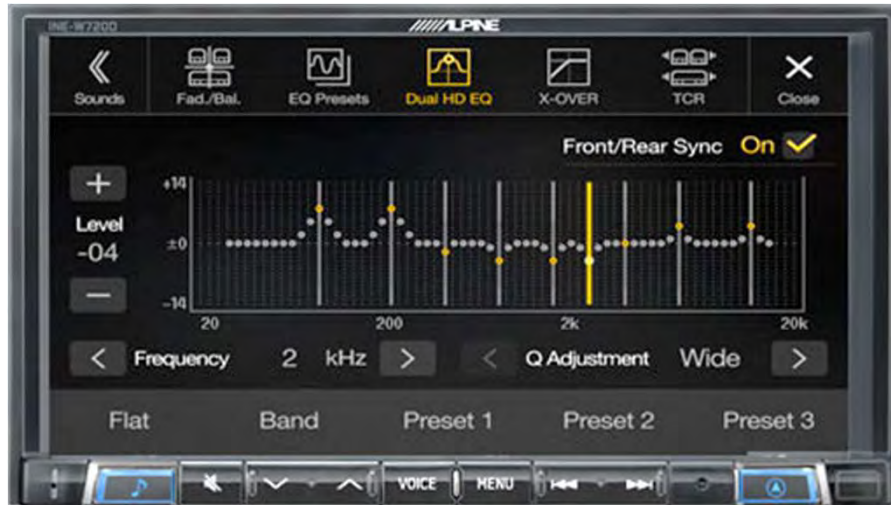 INE-W720D
ALPINE
Sounds Fad./Bal. EQ Presets Dual HD EQ X-OVER TCR Close
Front/Rear Sync On
+14
Level
-04
±0
-14
20 200 2k 20k
Frequency 2 kHz Q Adjustment Wide
Flat Band Preset 1 Preset 2 Preset 3
VOICE MENU